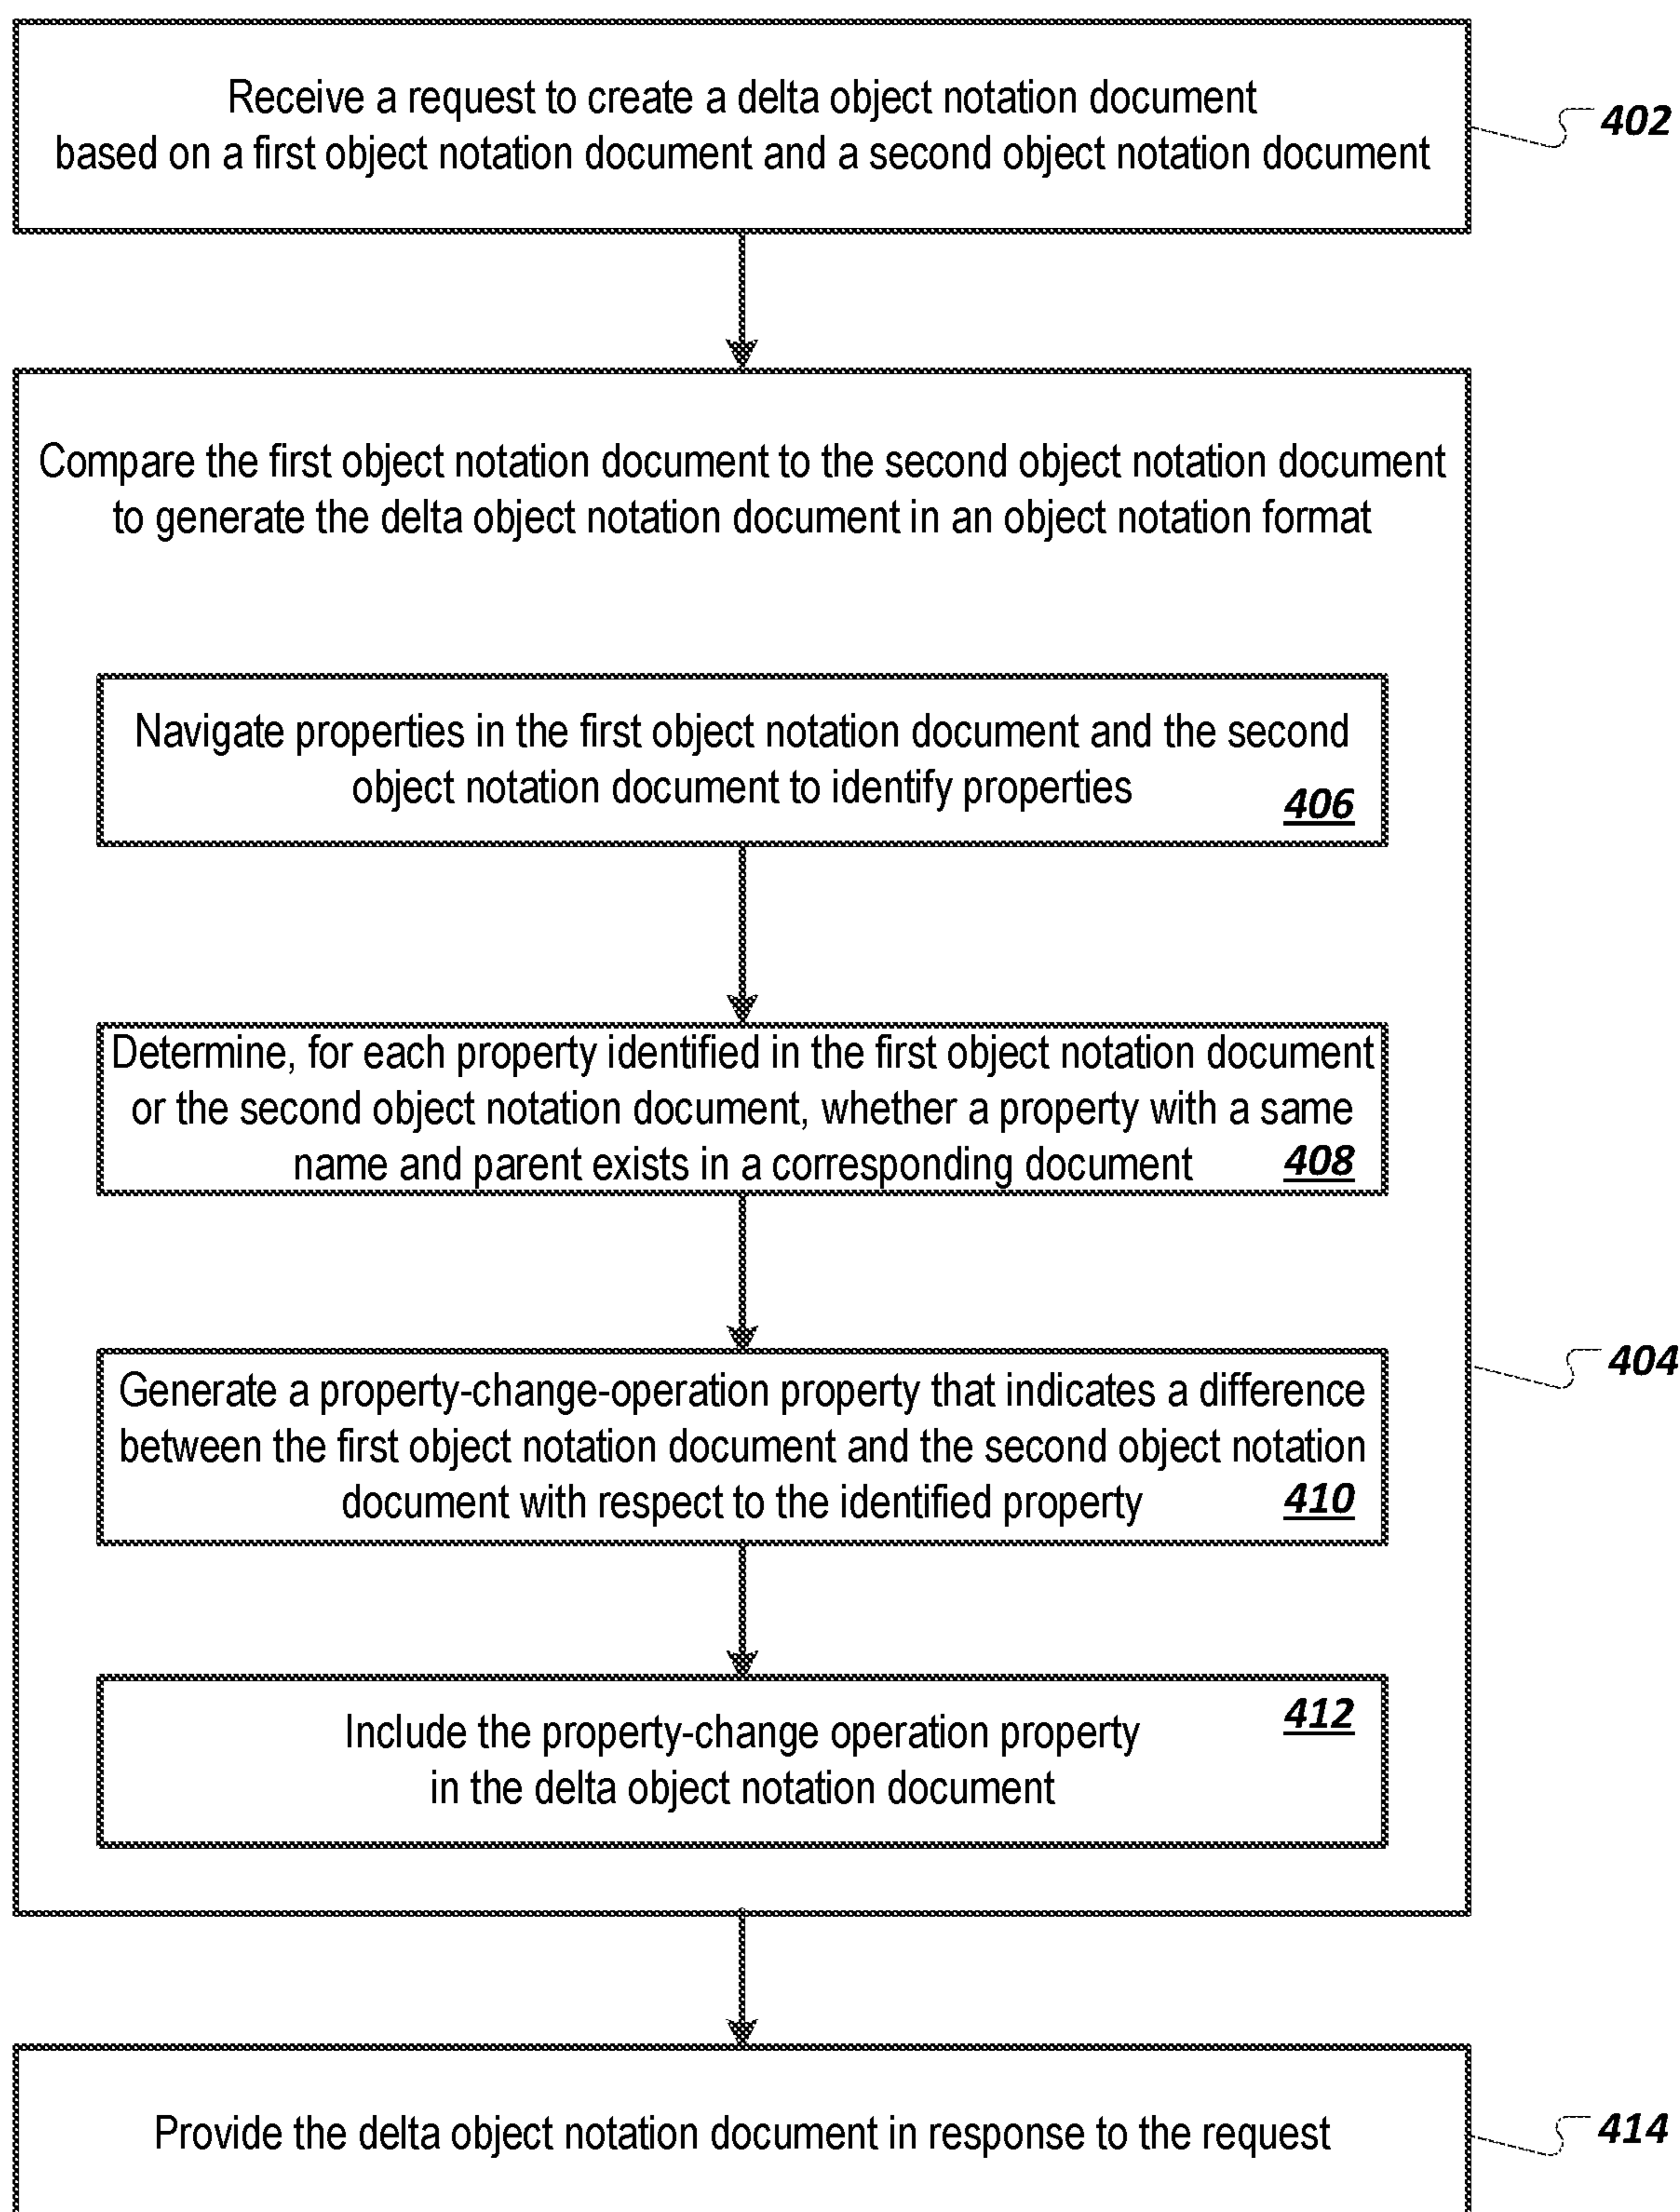 Receive a request to create a delta object notation document
based on a first object notation document and a second object notation document
402
Compare the first object notation document to the second object notation document
to generate the delta object notation document in an object notation format
Navigate properties in the first object notation document and the second
object notation document to identify properties
406
Determine, for each property identified in the first object notation document
or the second object notation document, whether a property with a same
name and parent exists in a corresponding document
408
Generate a property-change-operation property that indicates a difference
between the first object notation document and the second object notation
document with respect to the identified property
410
404
Include the property-change operation property
in the delta object notation document
412
Provide the delta object notation document in response to the request
414